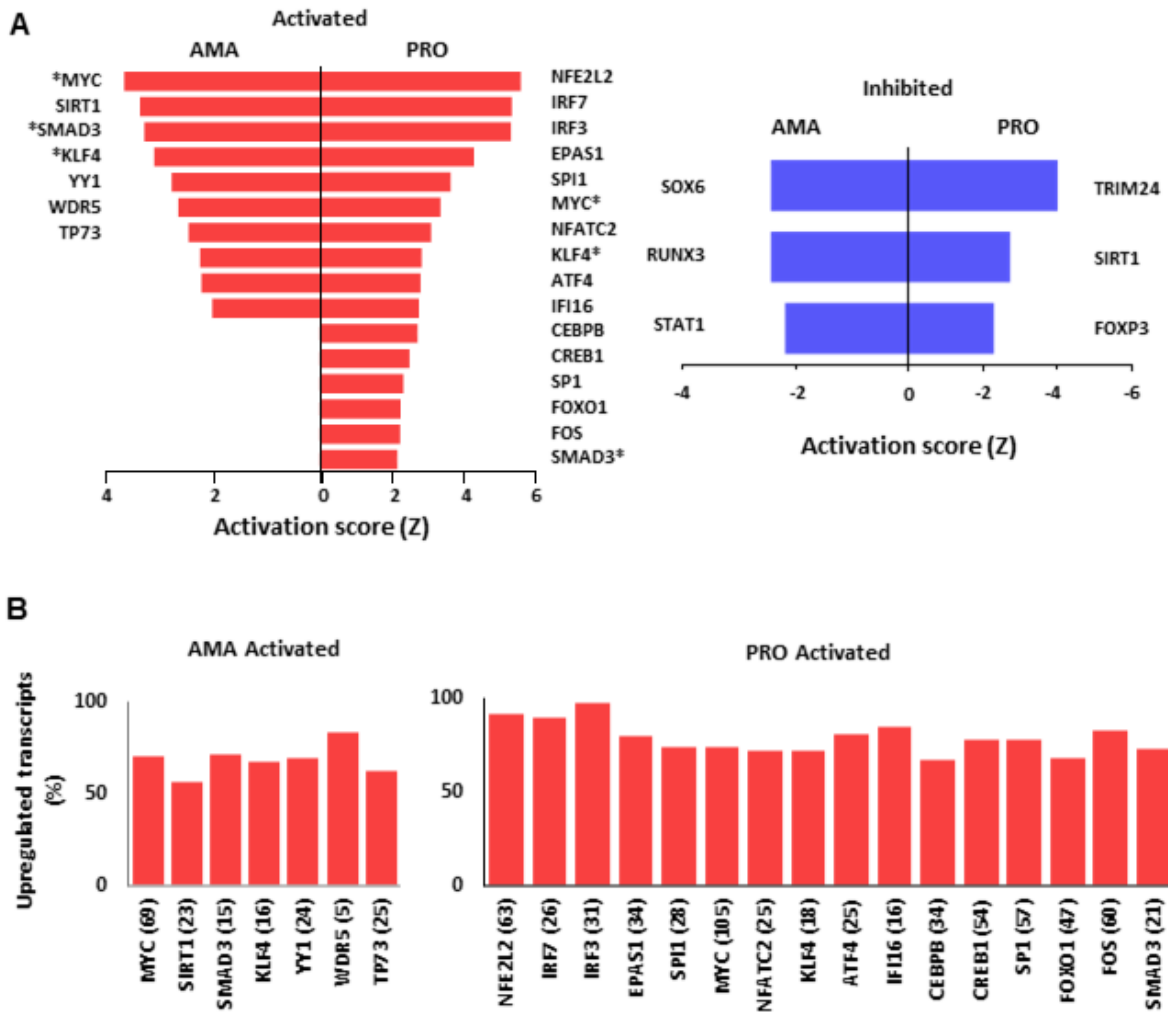 A
Activated
AMA PRO
*MYC
SIRT1
*SMAD3
*KLF4
YY1
WDR5
TP73
NFE2L2
IRF7
IRF3
EPAS1
SPI1
MYC*
NFATC2
KLF4*
ATF4
IFI16
CEBPB
CREB1
SP1
FOXO1
FOS
SMAD3*
4 2 0 2 4 6
Activation score (Z)
Inhibited
AMA PRO
SOX6 TRIM24
RUNX3 SIRT1
STAT1 FOXP3
-4 -2 0 -2 -4 -6
Activation score (Z)
B
AMA Activated
Upregulated transcripts
(%)
100
50
0
MYC (69)
SIRT1 (23)
SMAD3 (15)
KLF4 (16)
YY1 (24)
WDR5 (5)
TP73 (25)
PRO Activated
100
50
0
NFE2L2 (63)
IRF7 (26)
IRF3 (31)
EPAS1 (34)
SPI1 (28)
MYC (105)
NFATC2 (25)
KLF4 (18)
ATF4 (25)
IFI16 (16)
CEBPB (34)
CREB1 (54)
SP1 (57)
FOXO1 (47)
FOS (60)
SMAD3 (21)